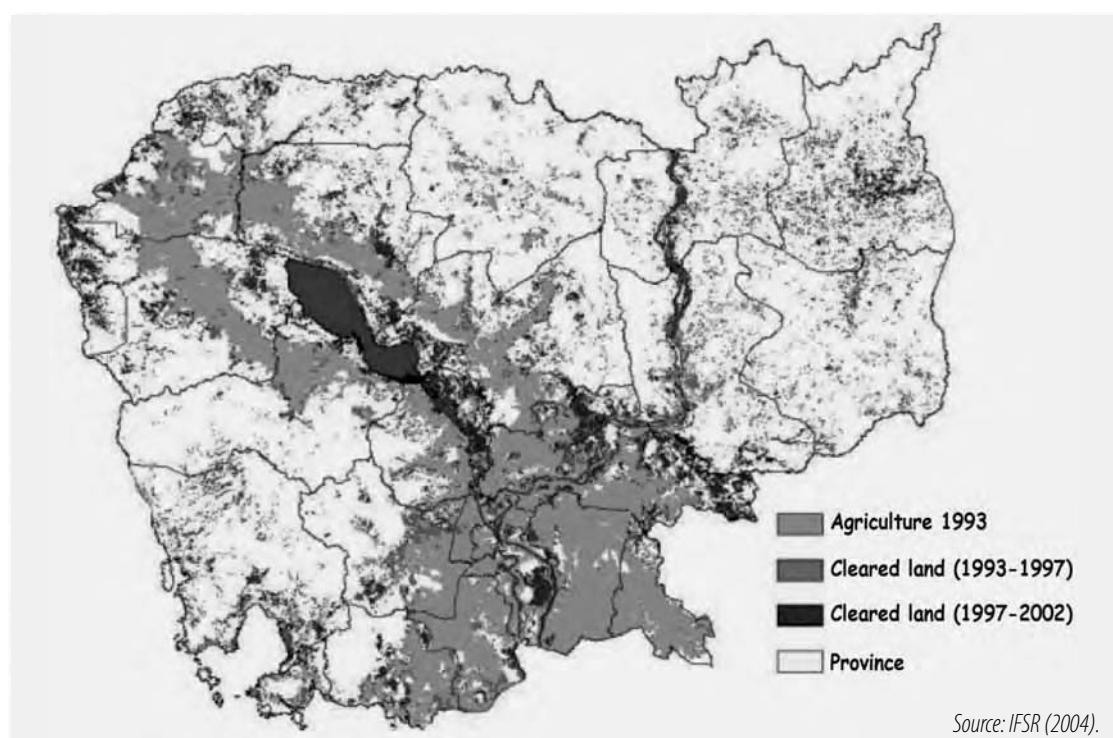 Agriculture 1993
Cleared land (1993-1997)
Cleared land (1997-2002)
Province
Source: IFSR (2004).